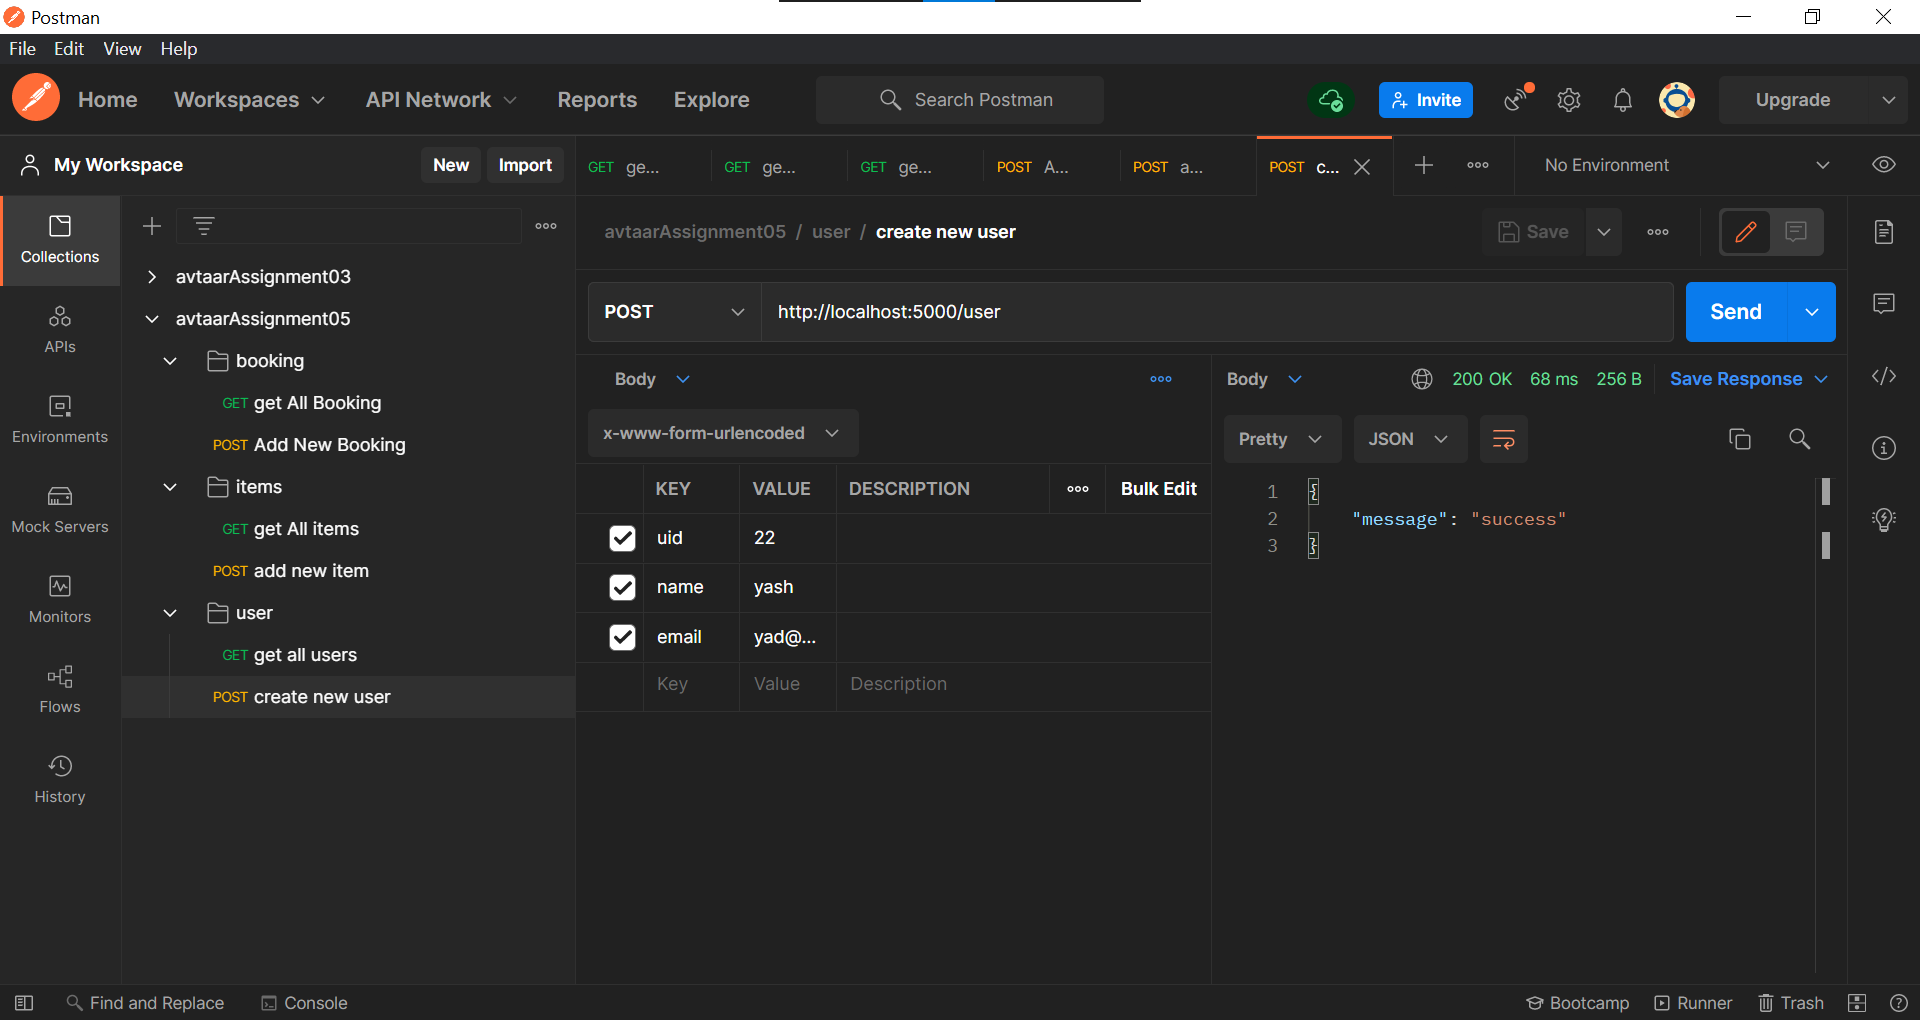 Postman
File Edit View Help
Home Workspaces API Network Reports Explore Search Postman Invite Upgrade
My Workspace New Import GET ge... GET ge... GET ge... POST A... POST a... POST c... No Environment
Collections
APIs
Environments
Mock Servers
Monitors
Flows
History
avtaarAssignment03
avtaarAssignment05
booking
GET get All Booking
POST Add New Booking
items
GET get All items
POST add new item
user
GET get all users
POST create new user
avtaarAssignment05 / user / create new user Save
POST http://localhost:5000/user Send
Body
x-www-form-urlencoded
KEY VALUE DESCRIPTION Bulk Edit
uid 22
name yash
email yad@...
Key Value Description
Body 200 OK 68 ms 256 B Save Response
Pretty JSON
1 {
2 "message": "success"
3 }
Find and Replace Console Bootcamp Runner Trash